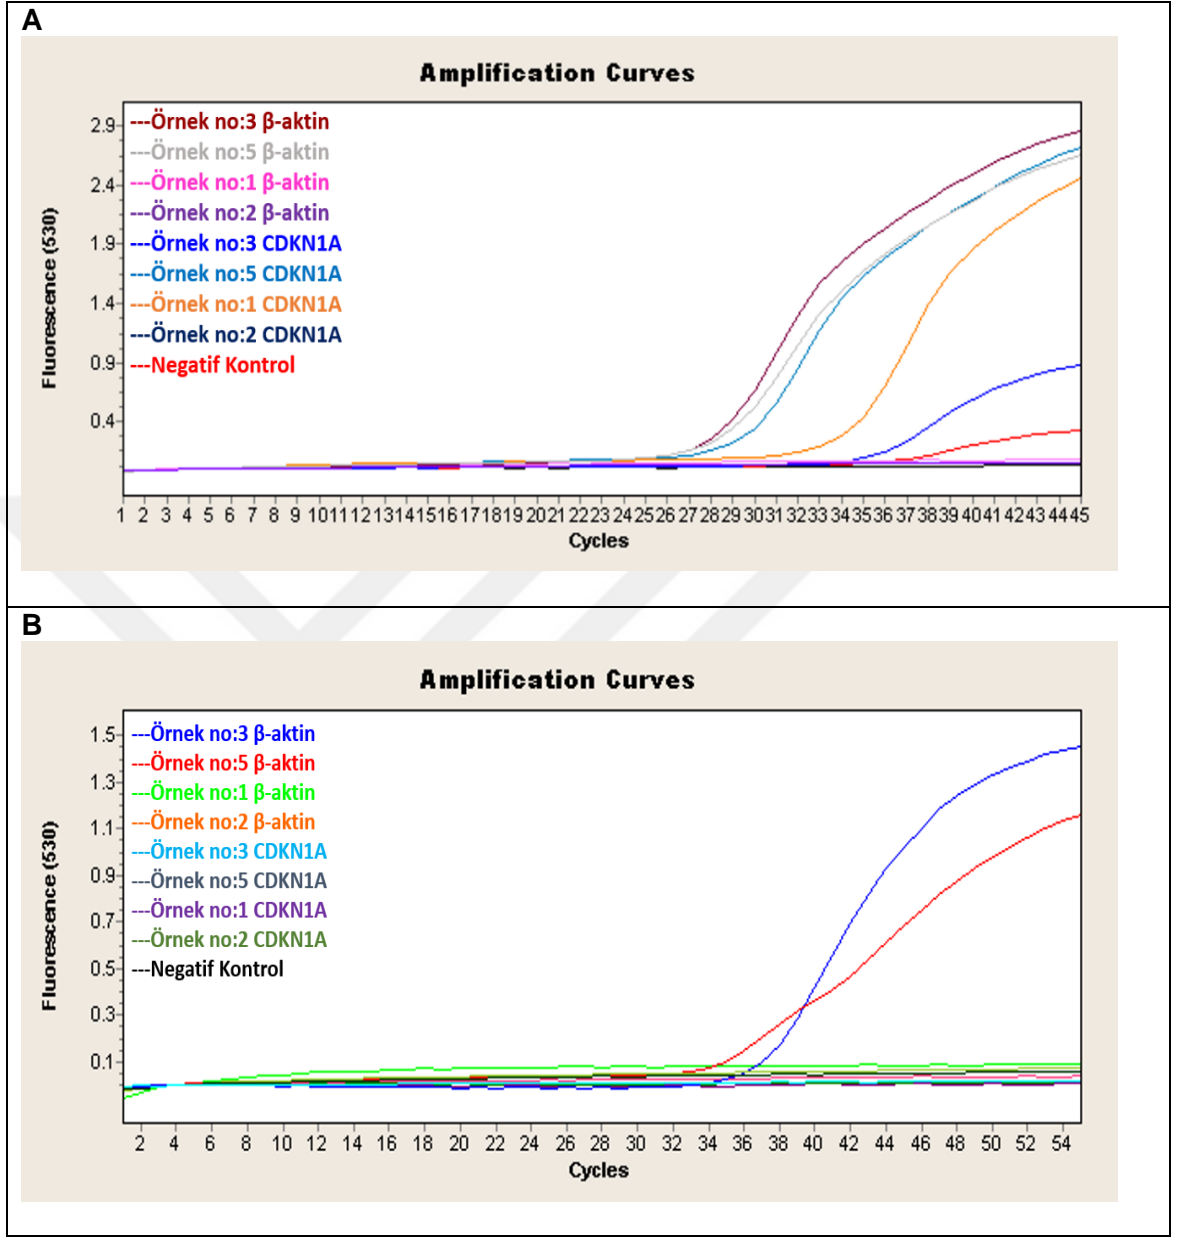 A
Amplification Curves
---Örnek no:3 β-aktin
---Örnek no:5 β-aktin
---Örnek no:1 β-aktin
---Örnek no:2 β-aktin
---Örnek no:3 CDKN1A
---Örnek no:5 CDKN1A
---Örnek no:1 CDKN1A
---Örnek no:2 CDKN1A
---Negatif Kontrol
Fluorescence (530)
2.9
2.4
1.9
1.4
0.9
0.4
1 2 3 4 5 6 7 8 9 10 11 12 13 14 15 16 17 18 19 20 21 22 23 24 25 26 27 28 29 30 31 32 33 34 35 36 37 38 39 40 41 42 43 44 45
Cycles
B
Amplification Curves
---Örnek no:3 β-aktin
---Örnek no:5 β-aktin
---Örnek no:1 β-aktin
---Örnek no:2 β-aktin
---Örnek no:3 CDKN1A
---Örnek no:5 CDKN1A
---Örnek no:1 CDKN1A
---Örnek no:2 CDKN1A
---Negatif Kontrol
Fluorescence (530)
1.5
1.3
1.1
0.9
0.7
0.5
0.3
0.1
2 4 6 8 10 12 14 16 18 20 22 24 26 28 30 32 34 36 38 40 42 44 46 48 50 52 54
Cycles